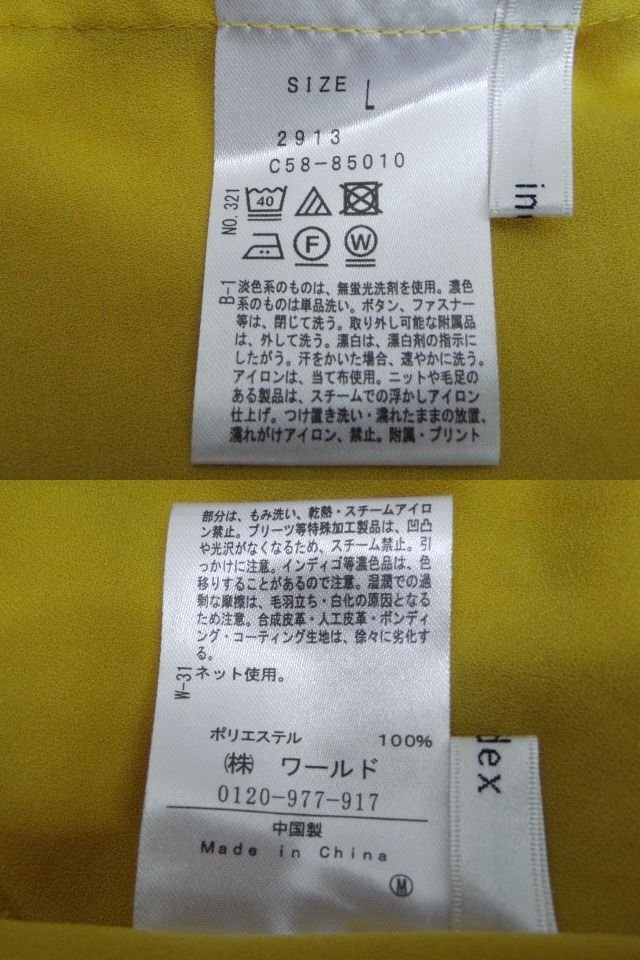 SIZE L
2913
C58-85010
NO. 321
40
F
W
B-1
淡色系のものは、無蛍光洗剤を使用。濃色
系のものは単品洗い。ボタン、ファスナー
等は、閉じて洗う。取り外し可能な附属品
は、外して洗う。漂白は、漂白剤の指示に
したがう。汗をかいた場合、速やかに洗う。
アイロンは、当て布使用。ニットや毛足の
ある製品は、スチームでの浮かしアイロン
仕上げ。つけ置き洗い・濡れたままの放置、
濡れがけアイロン、禁止。附属・プリント
in
部分は、もみ洗い、乾熱・スチームアイロ
ン禁止。プリーツ等特殊加工製品は、凹凸
や光沢がなくなるため、スチーム禁止。引
っかけに注意。インディゴ等濃色品は、色
移りすることがあるので注意。湿潤での過
剰な摩擦は、毛羽立ち・白化の原因となる
ため注意。合成皮革・人工皮革・ボンディ
ング・コーティング生地は、徐々に劣化す
る。
W-31
ネット使用。
ポリエステル 100%
(株) ワールド
0120-977-917
中国製
Made in China
M
dex